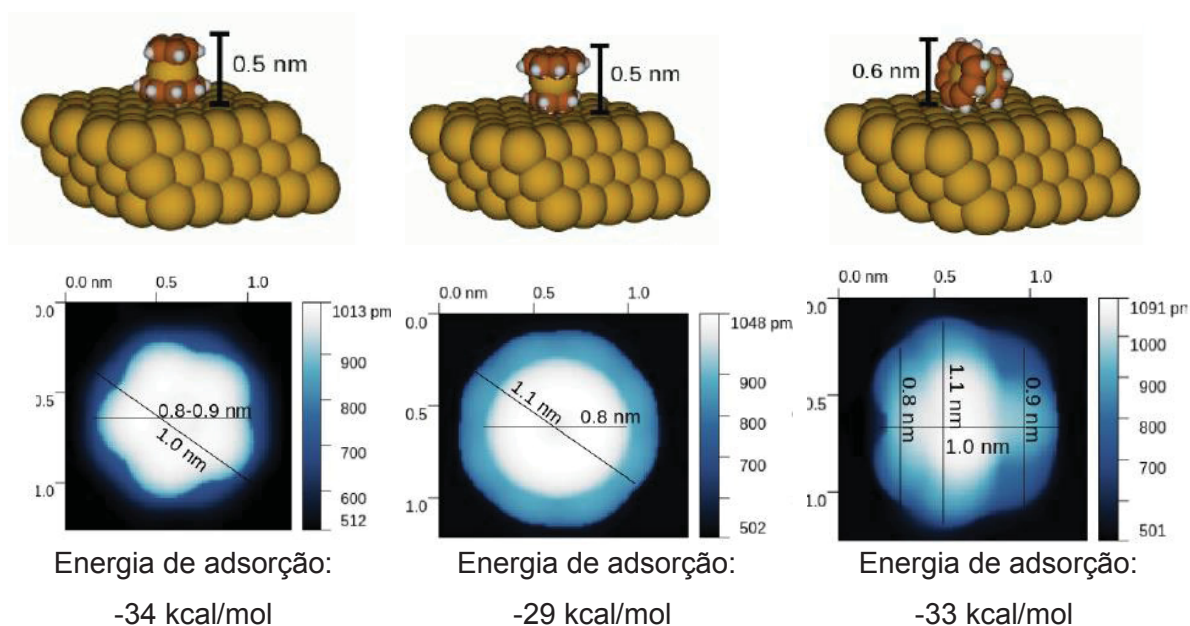 0.5 nm
0.5 nm
0.6 nm
0.0 nm 0.5 1.0
0.0
0.5
1.0
0.8-0.9 nm
1.0 nm
1013 pm
900
800
700
600
512
0.0 nm 0.5 1.0
0.0
0.5
1.0
1.1 nm
0.8 nm
1048 pm
900
800
700
502
0.0 nm 0.5 1.0
0.0
0.5
1.0
0.8 nm
1.1 nm
0.9 nm
1.0 nm
1091 pm
1000
900
800
700
501
Energia de adsorção:
-34 kcal/mol
Energia de adsorção:
-29 kcal/mol
Energia de adsorção:
-33 kcal/mol